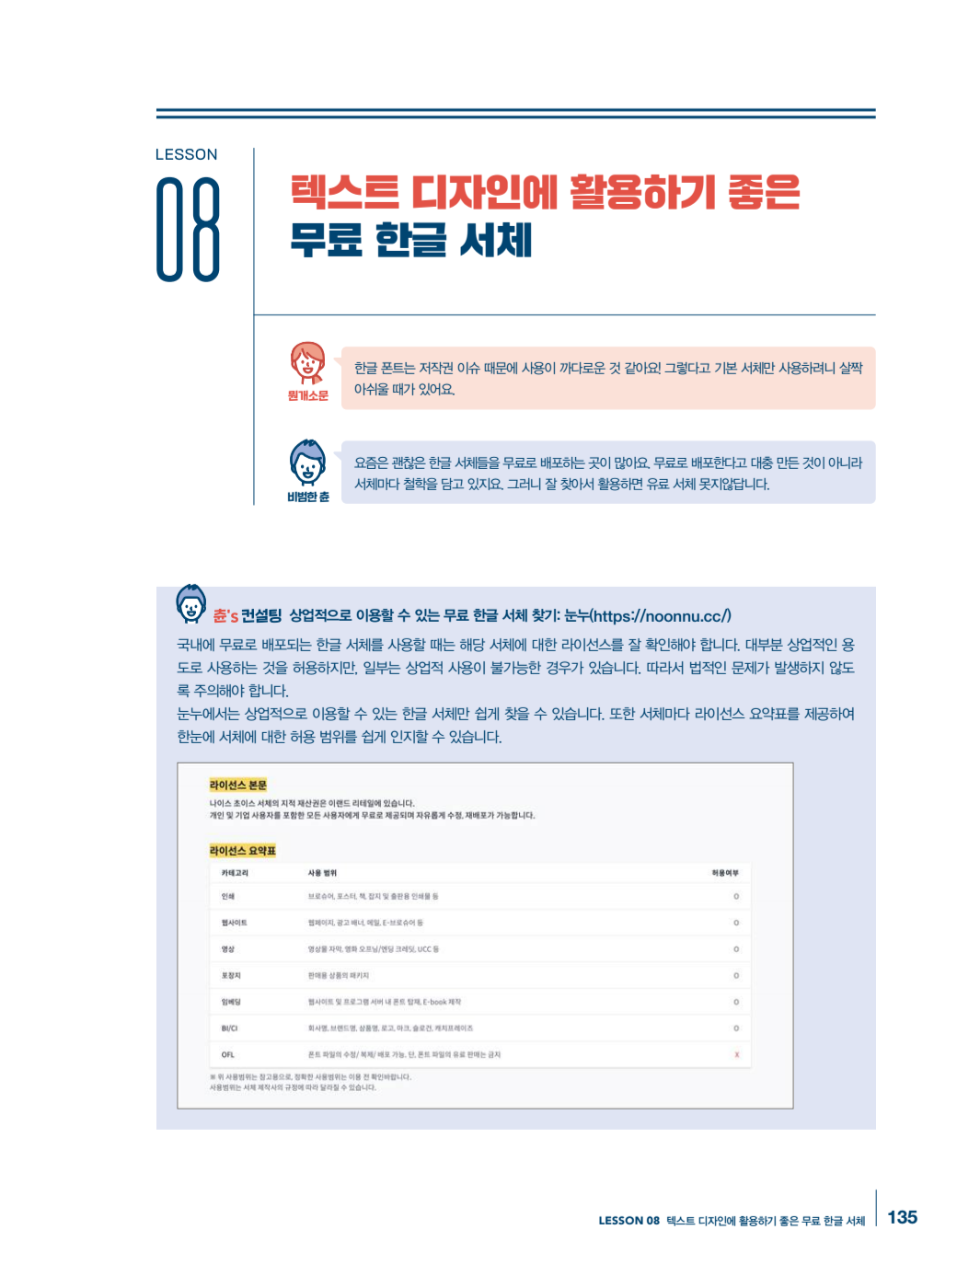 LESSON
08
텍스트 디자인에 활용하기 좋은
무료 한글 서체
한글 폰트는 저작권 이슈 때문에 사용이 까다로운 것 같아요! 그렇다고 기본 서체만 사용하려니 살짝
아쉬울 때가 있어요.
뭔개소문
요즘은 괜찮은 한글 서체들을 무료로 배포하는 곳이 많아요. 무료로 배포한다고 대충 만든 것이 아니라
서체마다 철학을 담고 있지요. 그러니 잘 찾아서 활용하면 유료 서체 못지않답니다.
비범한 츈
츈's 컨설팅 상업적으로 이용할 수 있는 무료 한글 서체 찾기: 눈누(https://noonnu.cc/)
국내에 무료로 배포되는 한글 서체를 사용할 때는 해당 서체에 대한 라이선스를 잘 확인해야 합니다. 대부분 상업적인 용
도로 사용하는 것을 허용하지만, 일부는 상업적 사용이 불가능한 경우가 있습니다. 따라서 법적인 문제가 발생하지 않도
록 주의해야 합니다.
눈누에서는 상업적으로 이용할 수 있는 한글 서체만 쉽게 찾을 수 있습니다. 또한 서체마다 라이선스 요약표를 제공하여
한눈에 서체에 대한 허용 범위를 쉽게 인지할 수 있습니다.
라이선스 본문
나이스 초이스 서체의 지적 재산권은 이랜드 리테일에 있습니다.
개인 및 기업 사용자를 포함한 모든 사용자에게 무료로 제공되며 자유롭게 수정, 재배포가 가능합니다.
라이선스 요약표
카테고리 사용 범위 허용여부
인쇄 브로슈어, 포스터, 책, 잡지 및 출판용 인쇄물 등 O
웹사이트 웹페이지, 광고 배너, 메일, E-브로슈어 등 O
영상 영상물 자막, 영화 오프닝/엔딩 크레딧, UCC 등 O
포장지 판매용 상품의 패키지 O
임베딩 웹사이트 및 프로그램 서버 내 폰트 탑재, E-book 제작 O
BI/CI 회사명, 브랜드명, 상품명, 로고, 마크, 슬로건, 캐치프레이즈 O
OFL 폰트 파일의 수정/ 복제/ 배포 가능, 단, 폰트 파일의 유료 판매는 금지 X
※ 위 사용범위는 참고용으로, 정확한 사용범위는 이용 전 확인바랍니다.
사용범위는 서체 제작사의 규정에 따라 달라질 수 있습니다.
LESSON 08 텍스트 디자인에 활용하기 좋은 무료 한글 서체 135